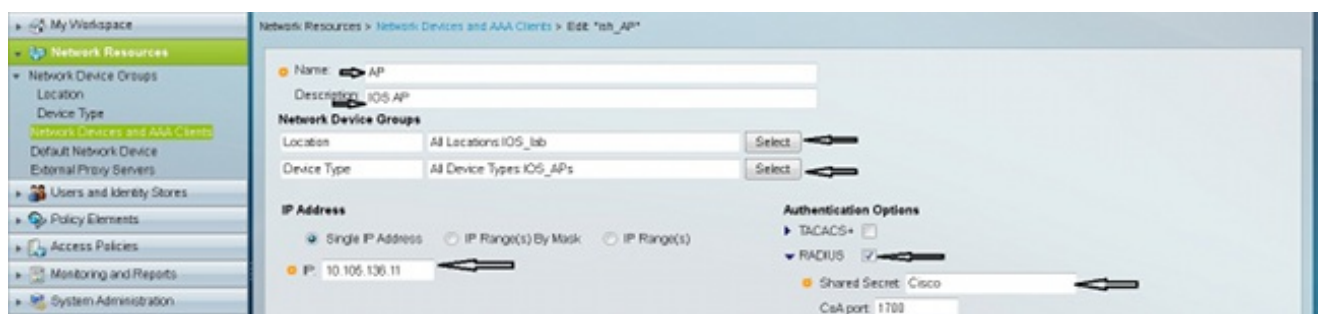 My Workspace
Network Resources
Network Device Groups
Location
Device Type
Network Devices and AAA Clients
Default Network Device
External Proxy Servers
Users and Identity Stores
Policy Elements
Access Policies
Monitoring and Reports
System Administration
Network Resources > Network Devices and AAA Clients > Edit: "ish_AP"
Name: AP
Description: IOS AP
Network Device Groups
Location All Locations:IOS_lab Select
Device Type All Device Types:IOS_APs Select
IP Address
Single IP Address IP Range(s) By Mask IP Range(s)
IP: 10.105.136.11
Authentication Options
TACACS+
RADIUS
Shared Secret: Cisco
CoA port: 1700